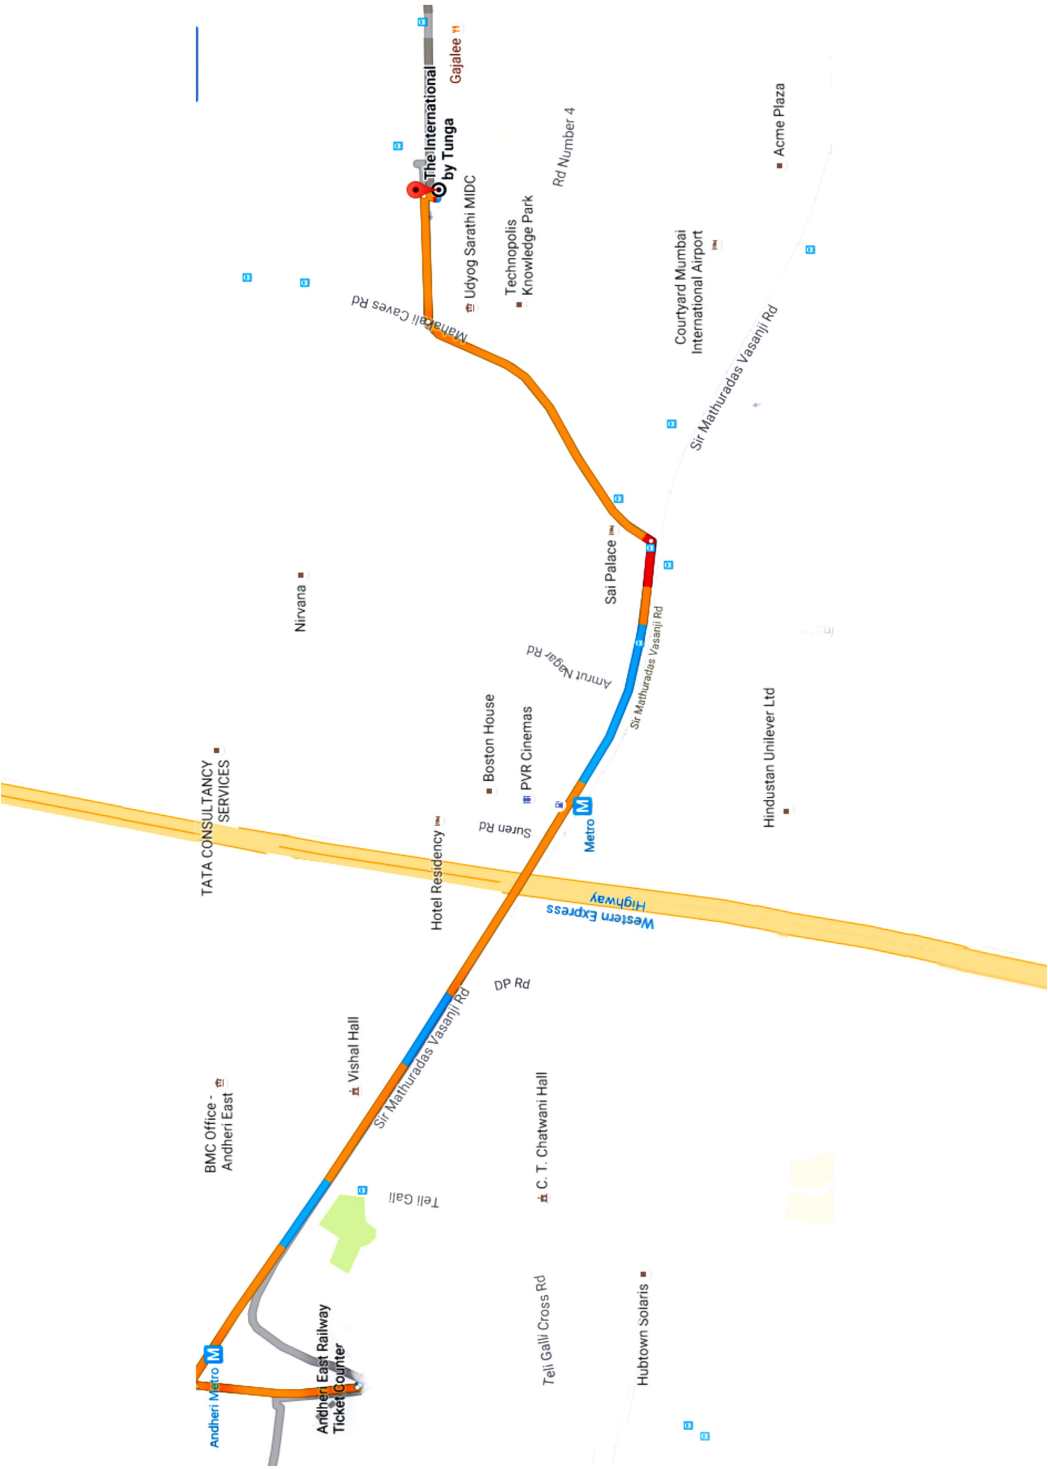 Gajalee
The International
by Tunga
Acme Plaza
Rd Number 4
Udyog Sarathi MIDC
Technopolis
Knowledge Park
Courtyard Mumbai
International Airport
Mahakali Caves Rd
Sir Mathuradas Vasanji Rd
Sai Palace
Nirvana
Amrut Nagar Rd
Sir Mathuradas Vasanji Rd
Boston House
PVR Cinemas
Hindustan Unilever Ltd
TATA CONSULTANCY
SERVICES
Suren Rd
M
Metro
Hotel Residency
Western Express
Highway
DP Rd
Sir Mathuradas Vasanji Rd
Vishal Hall
BMC Office -
Andheri East
C. T. Chatwani Hall
Teli Gali
Teli Galli Cross Rd
Hubtown Solaris
M
Andheri Metro
Andheri East Railway
Ticket Counter